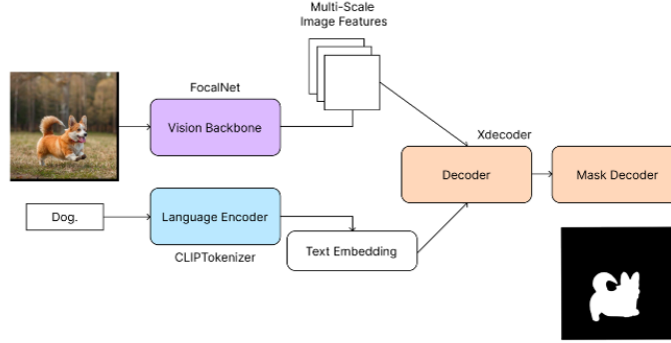 Multi-Scale
Image Features
FocalNet
Vision Backbone
Xdecoder
Decoder
Mask Decoder
Dog.
Language Encoder
CLIPTokenizer
Text Embedding